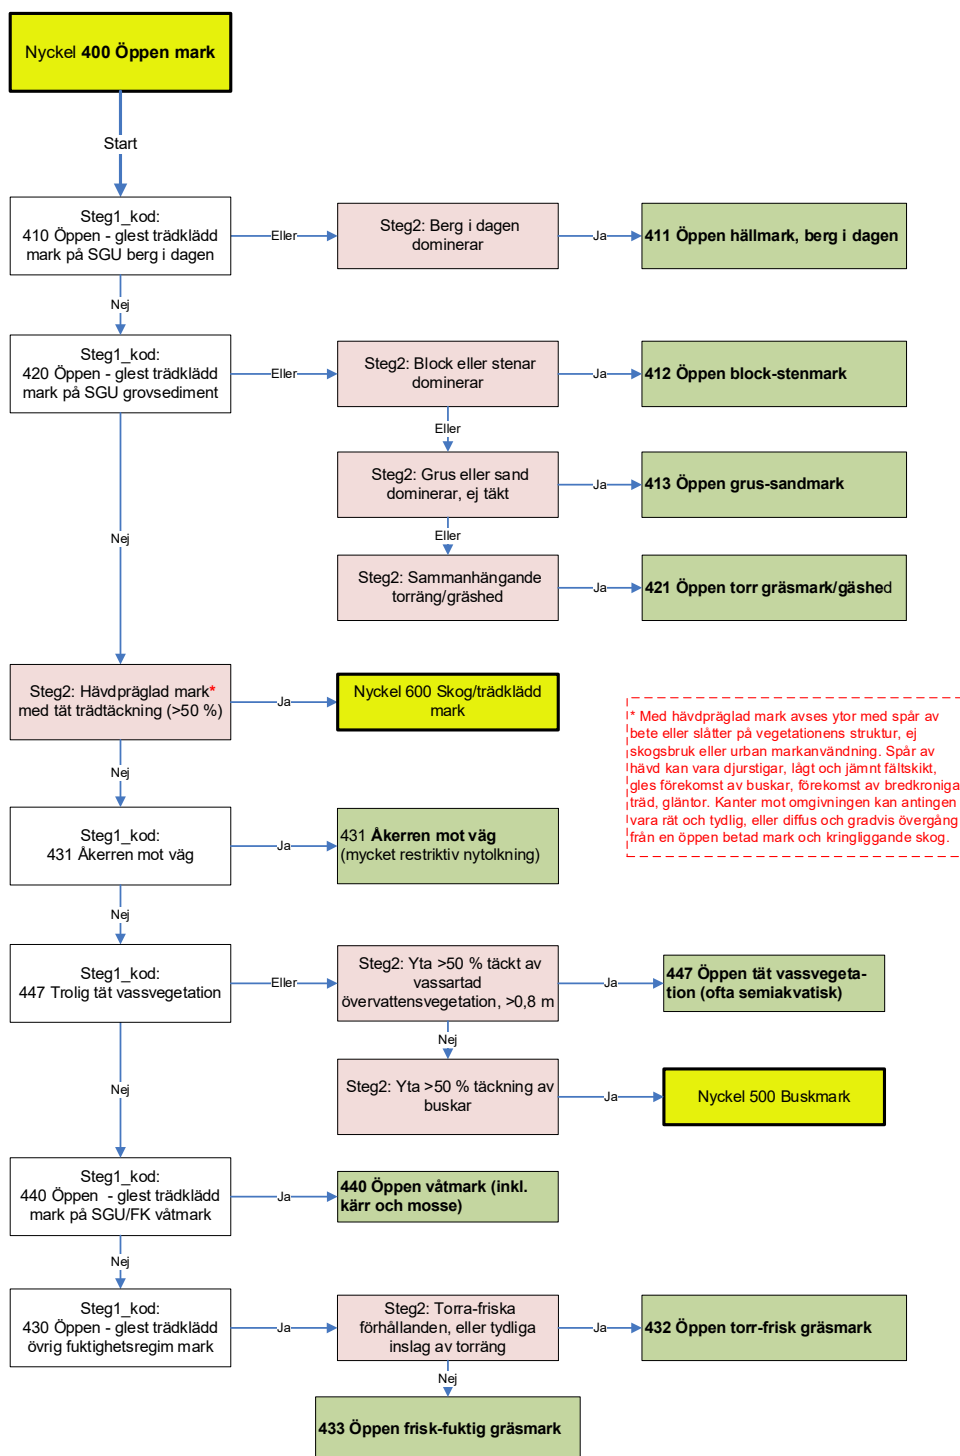 Nyckel 400 Öppen mark
Start
Steg1_kod:
410 Öppen - glest trädklädd
mark på SGU berg i dagen
Eller
Steg2: Berg i dagen
dominerar
Ja
411 Öppen hällmark, berg i dagen
Nej
Steg1_kod:
420 Öppen - glest trädklädd
mark på SGU grovsediment
Eller
Steg2: Block eller stenar
dominerar
Ja
412 Öppen block-stenmark
Eller
Steg2: Grus eller sand
dominerar, ej täkt
Ja
413 Öppen grus-sandmark
Nej
Eller
Steg2: Sammanhängande
torräng/gräshed
Ja
421 Öppen torr gräsmark/gäshed
Steg2: Hävdpräglad mark*
med tät trädtäckning (>50 %)
Ja
Nyckel 600 Skog/trädklädd
mark
* Med hävdpräglad mark avses ytor med spår av
bete eller slåtter på vegetationens struktur, ej
skogsbruk eller urban markanvändning. Spår av
hävd kan vara djurstigar, lågt och jämnt fältskikt,
gles förekomst av buskar, förekomst av bredkroniga
träd, gläntor. Kanter mot omgivningen kan antingen
vara rät och tydlig, eller diffus och gradvis övergång
från en öppen betad mark och kringliggande skog.
Nej
Steg1_kod:
431 Åkerren mot väg
Ja
431 Åkerren mot väg
(mycket restriktiv nytolkning)
Nej
Steg1_kod:
447 Trolig tät vassvegetation
Eller
Steg2: Yta >50 % täckt av
vassartad
övervattensvegetation, >0,8 m
Ja
447 Öppen tät vassvegeta-
tion (ofta semiakvatisk)
Nej
Steg2: Yta >50 % täckning av
buskar
Ja
Nyckel 500 Buskmark
Nej
Steg1_kod:
440 Öppen - glest trädklädd
mark på SGU/FK våtmark
Ja
440 Öppen våtmark (inkl.
kärr och mosse)
Nej
Steg1_kod:
430 Öppen - glest trädklädd
övrig fuktighetsregim mark
Ja
Steg2: Torra-friska
förhållanden, eller tydliga
inslag av torräng
Ja
432 Öppen torr-frisk gräsmark
Nej
433 Öppen frisk-fuktig gräsmark